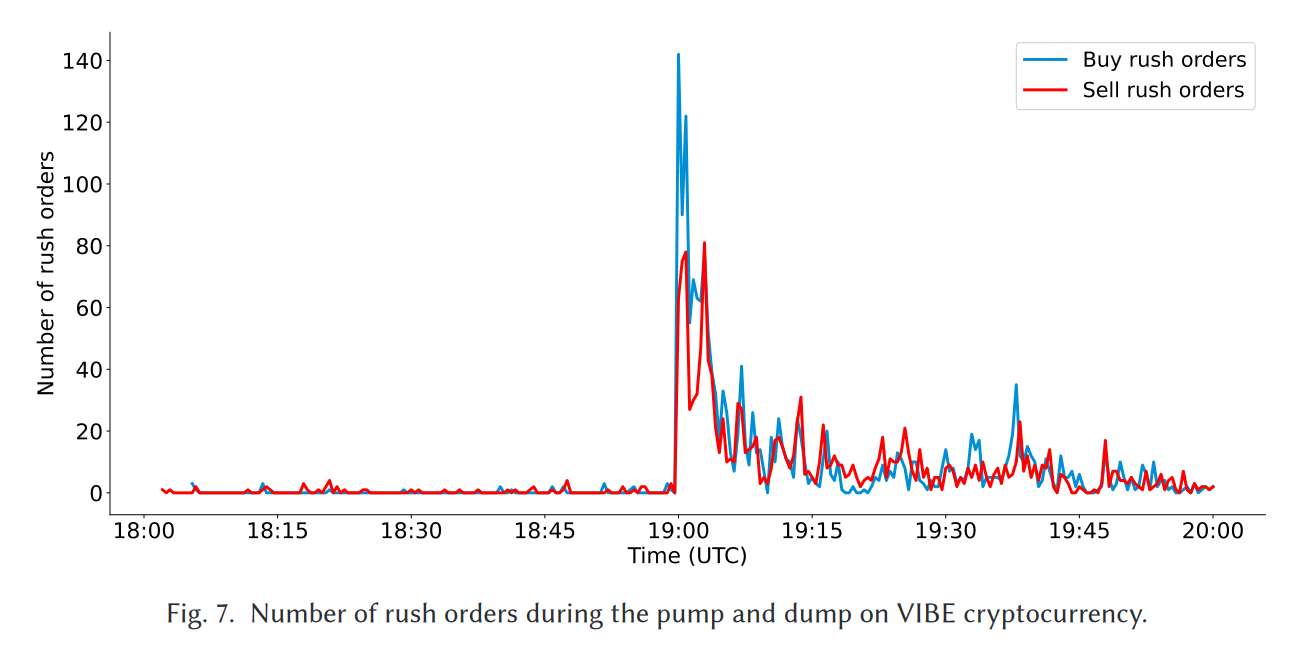 140
120
100
80
60
40
20
0
Number of rush orders
Buy rush orders
Sell rush orders
18:00 18:15 18:30 18:45 19:00 19:15 19:30 19:45 20:00
Time (UTC)
Fig. 7. Number of rush orders during the pump and dump on VIBE cryptocurrency.